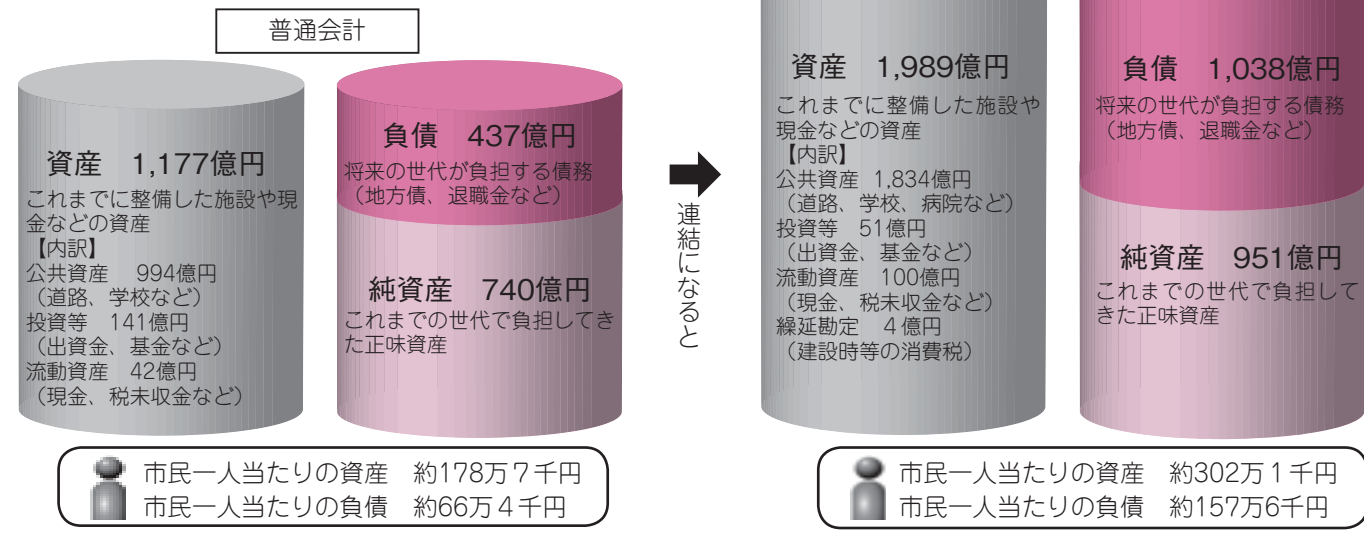 普通会計
資産　1,177億円
これまでに整備した施設や現
金などの資産
【内訳】
公共資産　994億円
（道路、学校など）
投資等　141億円
（出資金、基金など）
流動資産　42億円
（現金、税未収金など）
負債　437億円
将来の世代が負担する債務
（地方債、退職金など）
純資産　740億円
これまでの世代で負担してき
た正味資産
市民一人当たりの資産　約178万７千円
市民一人当たりの負債　約66万４千円
連結になると
資産　1,989億円
これまでに整備した施設や
現金などの資産
【内訳】
公共資産 1,834億円
（道路、学校、病院など）
投資等　51億円
（出資金、基金など）
流動資産　100億円
（現金、税未収金など）
繰延勘定　４億円
（建設時等の消費税）
負債　1,038億円
将来の世代が負担する債務
（地方債、退職金など）
純資産　951億円
これまでの世代で負担して
きた正味資産
市民一人当たりの資産　約302万１千円
市民一人当たりの負債　約157万6千円